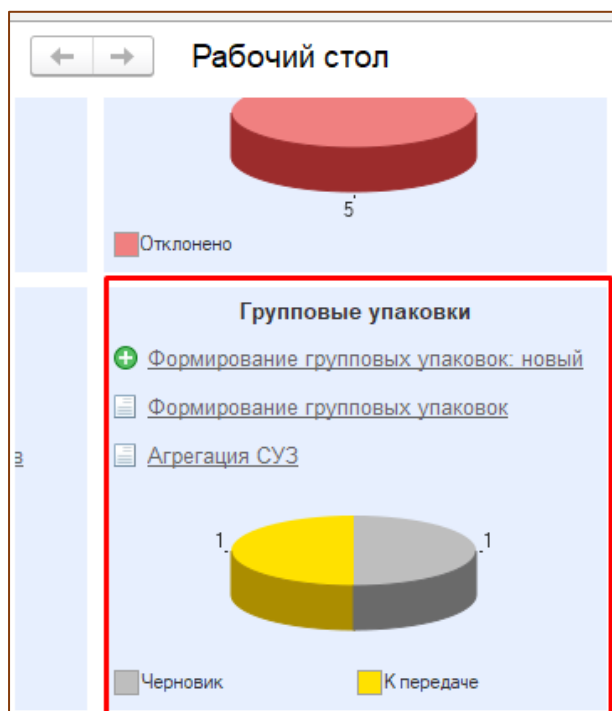 Рабочий стол
5
Отклонено
Групповые упаковки
Формирование групповых упаковок: новый
Формирование групповых упаковок
в
Агрегация СУЗ
1
1
Черновик
К передаче